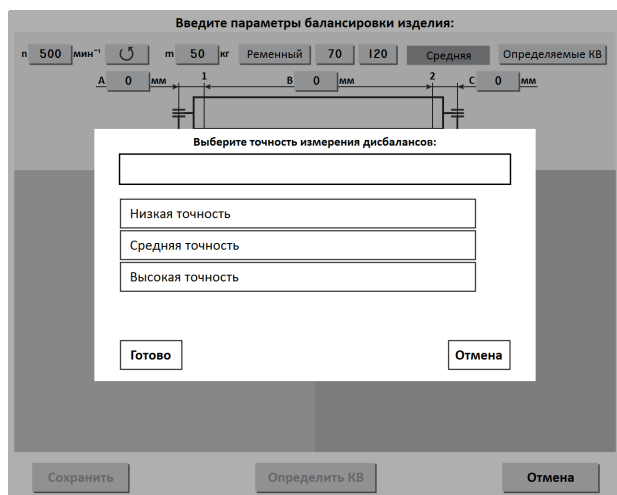 Введите параметры балансировки изделия:
n 500 мин⁻¹ m 50 кг Ременный 70 120 Средняя Определяемые КВ
A 0 мм 1 B 0 мм 2 C 0 мм
Выберите точность измерения дисбалансов:
Низкая точность
Средняя точность
Высокая точность
Готово Отмена
Сохранить Определить КВ Отмена